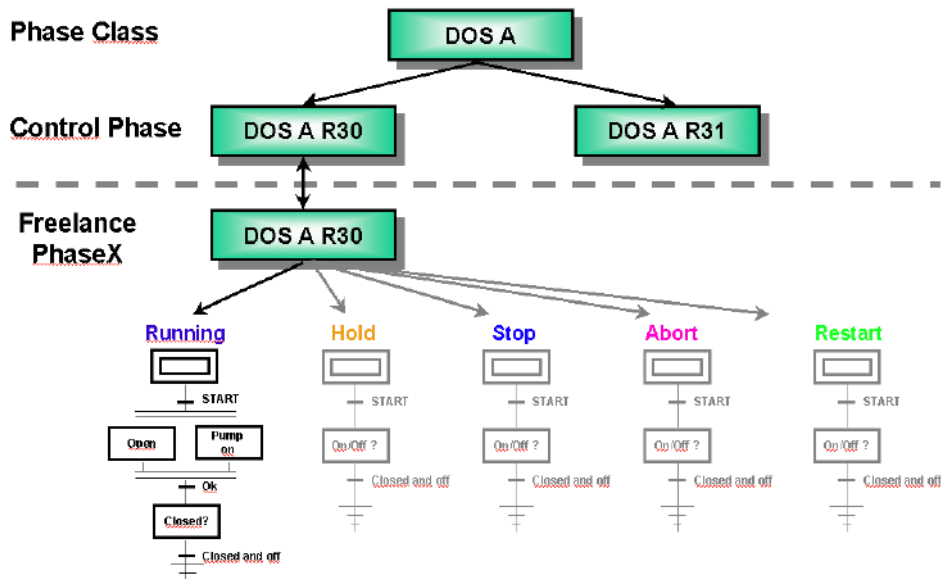 Phase Class
DOS A
Control Phase
DOS A R30
DOS A R31
Freelance
PhaseX
DOS A R30
Running
Hold
Stop
Abort
Restart
START
START
START
START
START
Open
Pump
on
On/Off ?
On/Off ?
On/Off ?
On/Off ?
Ok
Closed and off
Closed and off
Closed and off
Closed and off
Closed?
Closed and off